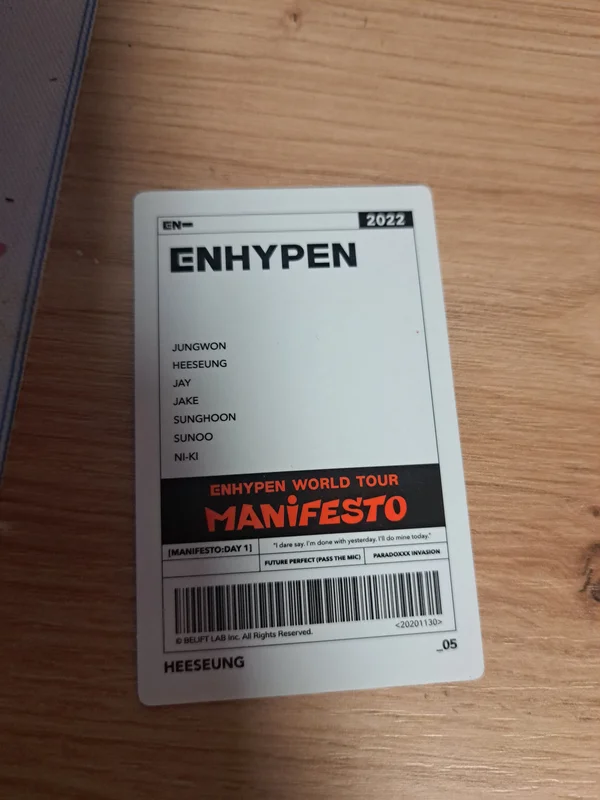 EN-
2022
ENHYPEN
JUNGWON
HEESEUNG
JAY
JAKE
SUNGHOON
SUNOO
NI-KI
ENHYPEN WORLD TOUR
MANiFESTO
[MANIFESTO:DAY 1]
"I dare say. I'm done with yesterday. I'll do mine today."
FUTURE PERFECT (PASS THE MIC)
PARADOXXX INVASION
<20201130>
© BELIFT LAB Inc. All Rights Reserved.
HEESEUNG
_05